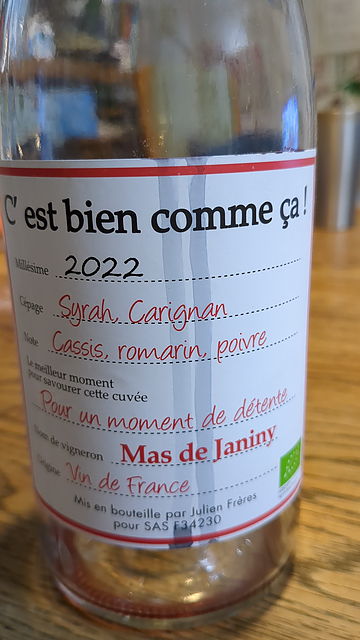 C' est bien comme ça !
Millésime 2022
Cépage Syrah, Carignan
Note Cassis, romarin, poivre
Le meilleur moment
pour savourer cette cuvée
Pour un moment de détente
Nom de vigneron Mas de Janiny
Origine Vin de France
Mis en bouteille par Julien Frères
pour SAS F34230